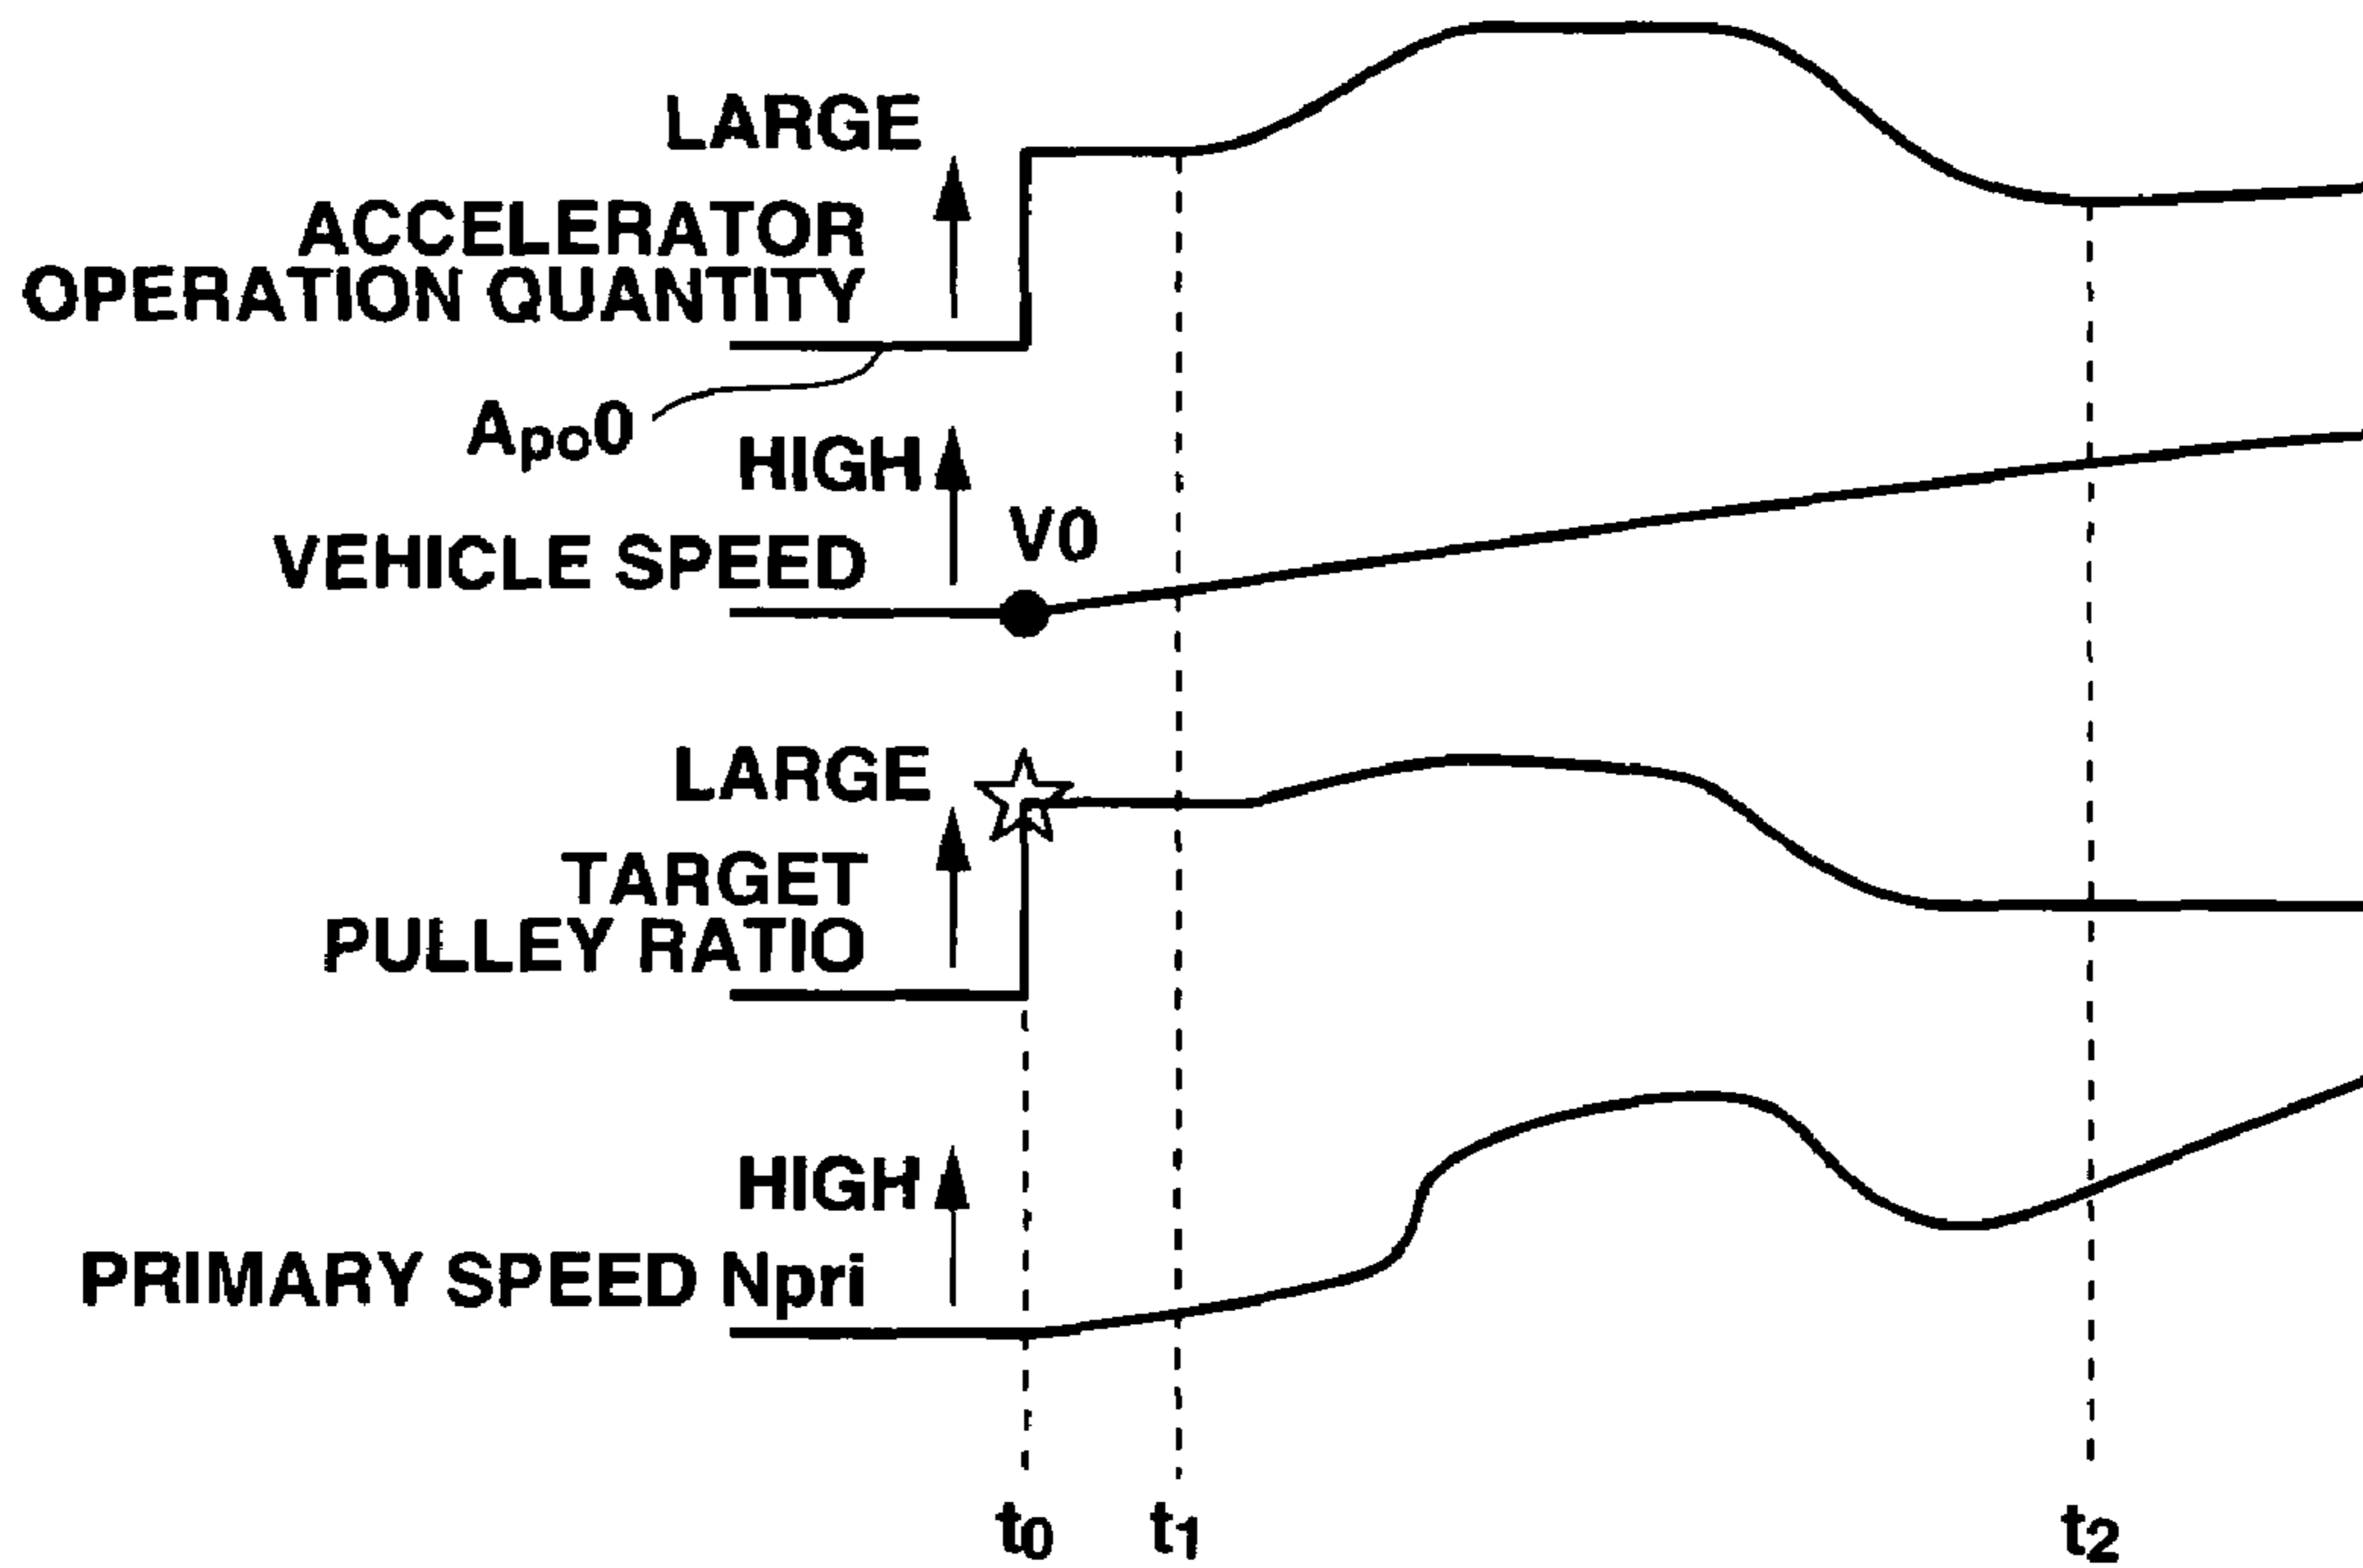 LARGE
ACCELERATOR
OPERATION QUANTITY
Apo0
HIGH
V0
VEHICLE SPEED
LARGE
TARGET
PULLEY RATIO
HIGH
PRIMARY SPEED Npri
t0 t1 t2